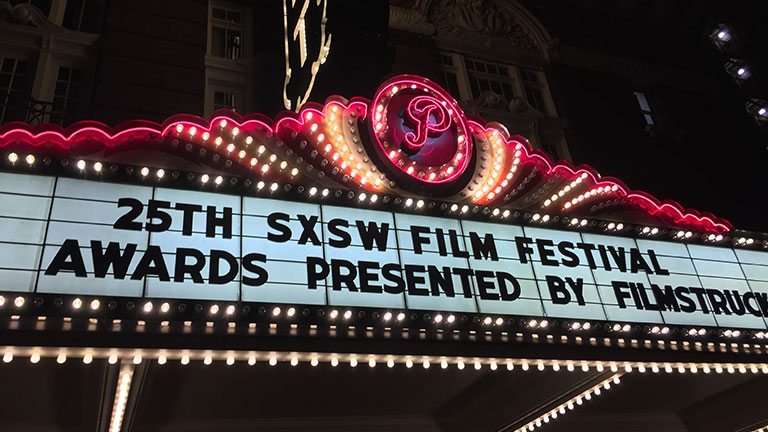 P
25TH SXSW FILM FESTIVAL
AWARDS PRESENTED BY FILMSTRUCK